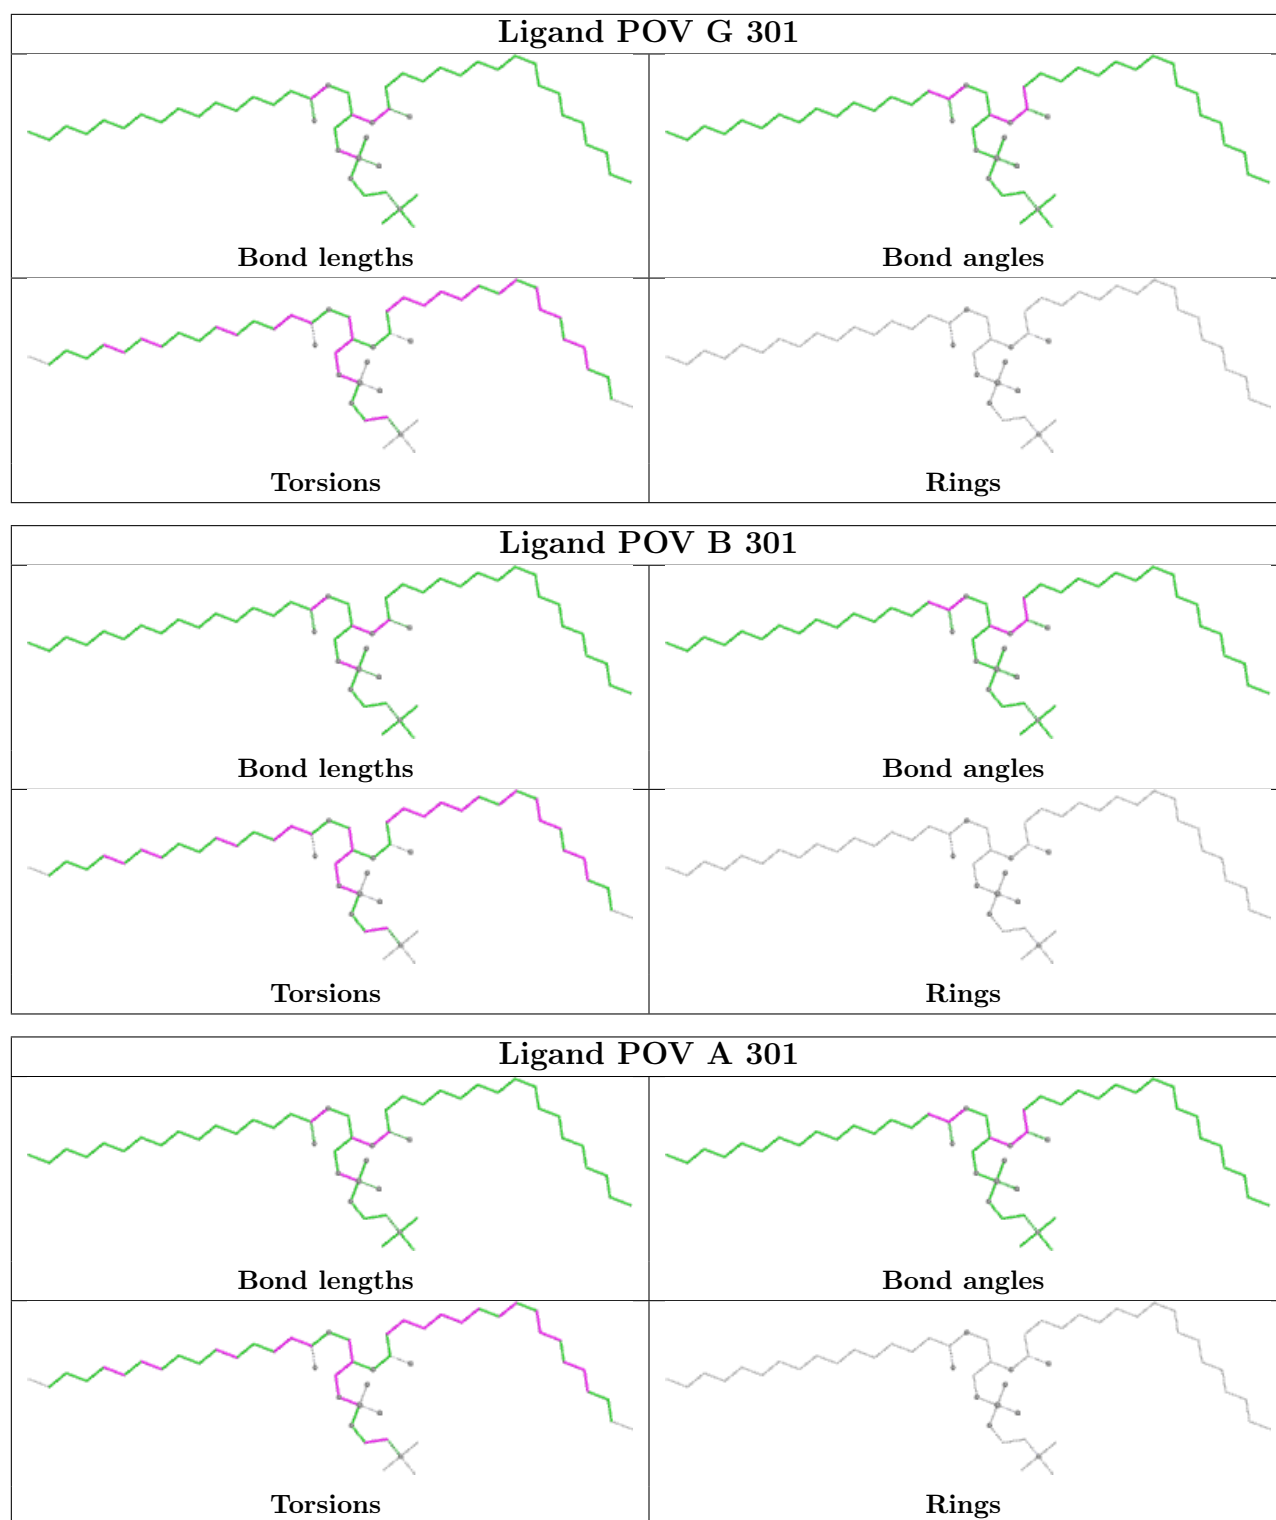 Ligand POV G 301
Bond lengths
Bond angles
Torsions
Rings
Ligand POV B 301
Bond lengths
Bond angles
Torsions
Rings
Ligand POV A 301
Bond lengths
Bond angles
Torsions
Rings